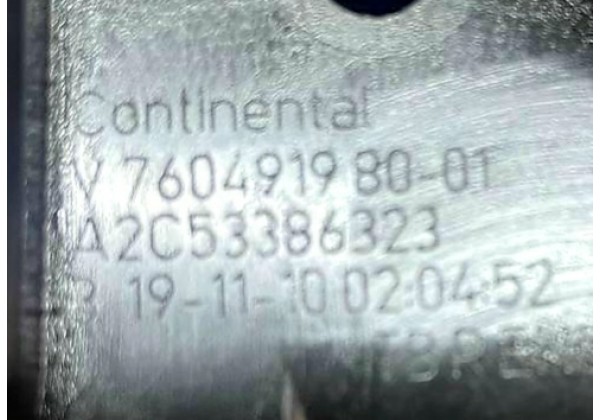 Continental
V 7604919 80-01
A2C53386323
19-11-10 02:04:52